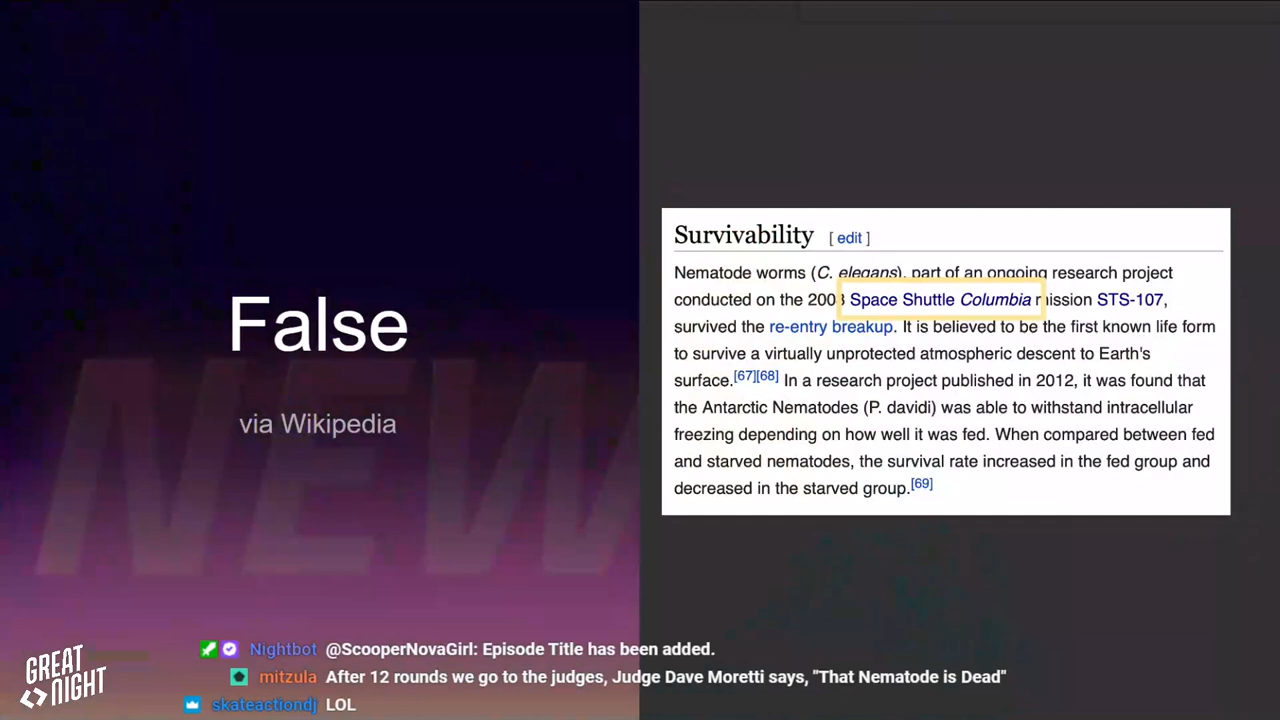 False
via Wikipedia
NEW
Survivability [ edit ]
Nematode worms (C. elegans), part of an ongoing research project
conducted on the 2003 Space Shuttle Columbia mission STS-107,
survived the re-entry breakup. It is believed to be the first known life form
to survive a virtually unprotected atmospheric descent to Earth's
surface.[67][68] In a research project published in 2012, it was found that
the Antarctic Nematodes (P. davidi) was able to withstand intracellular
freezing depending on how well it was fed. When compared between fed
and starved nematodes, the survival rate increased in the fed group and
decreased in the starved group.[69]
Nightbot @ScooperNovaGirl: Episode Title has been added.
mitzula After 12 rounds we go to the judges, Judge Dave Moretti says, "That Nematode is Dead"
skateactiondj LOL
GREAT
NIGHT